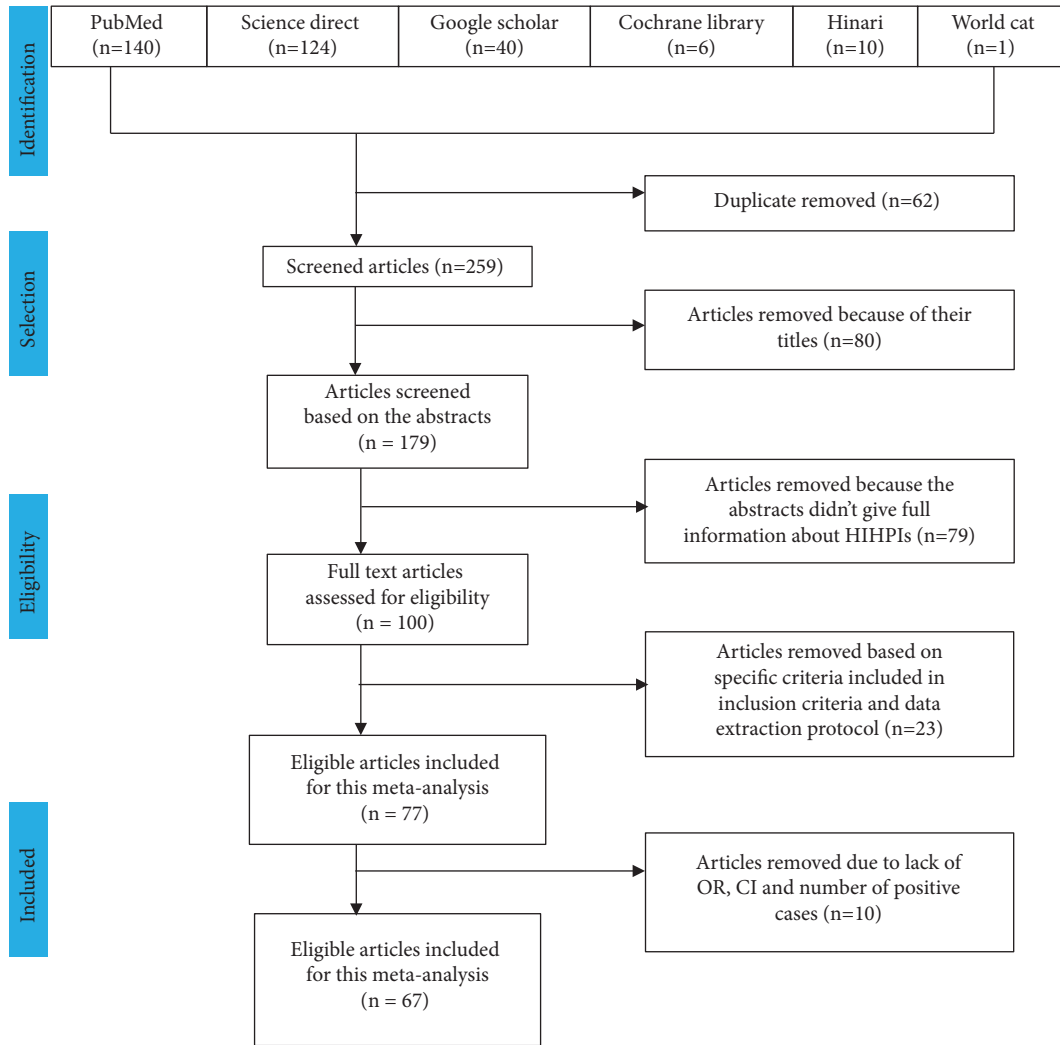 PubMed
(n=140)
Science direct
(n=124)
Google scholar
(n=40)
Cochrane library
(n=6)
Hinari
(n=10)
World cat
(n=1)
Identification
Duplicate removed (n=62)
Selection
Screened articles (n=259)
Articles removed because of their
titles (n=80)
Articles screened
based on the abstracts
(n = 179)
Eligibility
Articles removed because the
abstracts didn't give full
information about HIHPIs (n=79)
Full text articles
assessed for eligibility
(n = 100)
Articles removed based on
specific criteria included in
inclusion criteria and data
extraction protocol (n=23)
Eligible articles included
for this meta-analysis
(n = 77)
Included
Articles removed due to lack of
OR, CI and number of positive
cases (n=10)
Eligible articles included
for this meta-analysis
(n = 67)